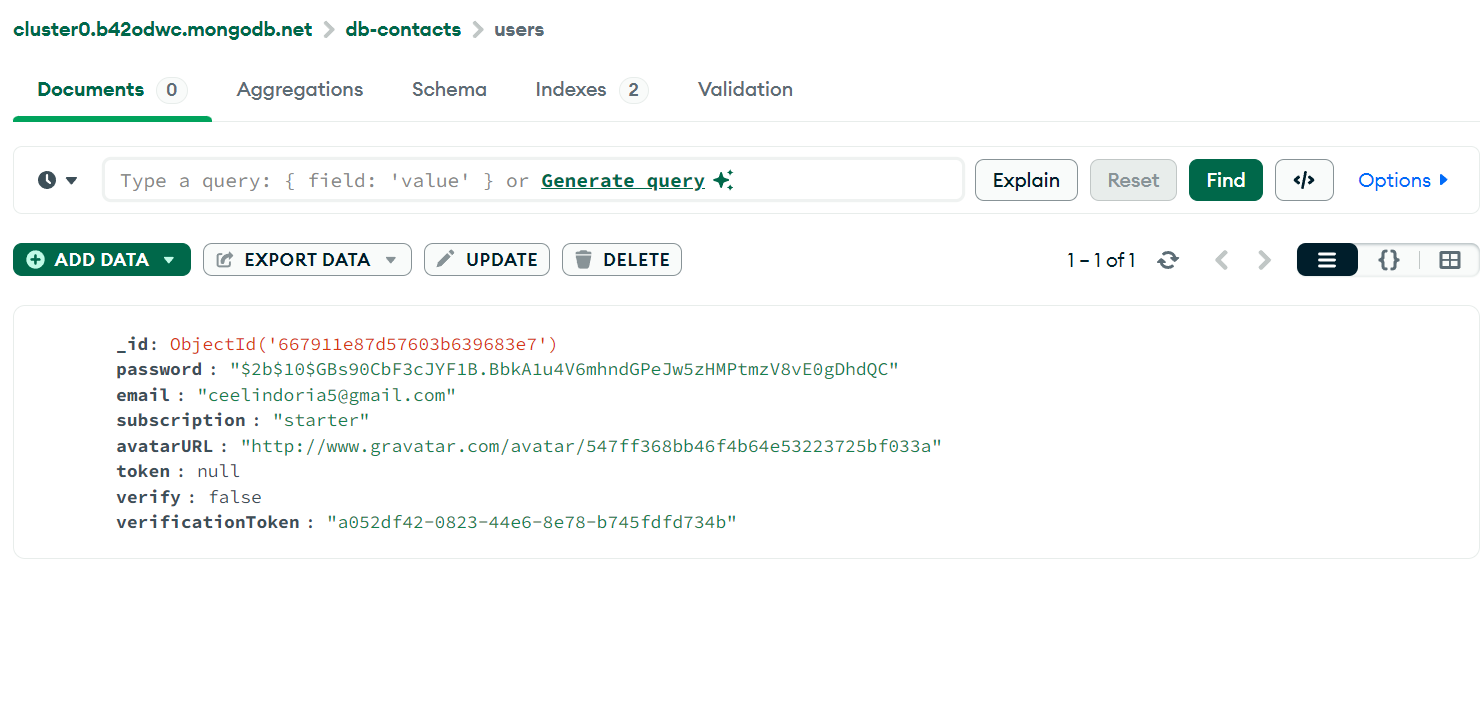 cluster0.b42odwc.mongodb.net > db-contacts > users
Documents 0 Aggregations Schema Indexes 2 Validation
Type a query: { field: 'value' } or Generate query Explain Reset Find </> Options
ADD DATA EXPORT DATA UPDATE DELETE 1 – 1 of 1 {}
_id: ObjectId('667911e87d57603b639683e7')
password : "$2b$10$GBs90CbF3cJYF1B.BbkA1u4V6mhndGPeJw5zHMPtmzV8vE0gDhdQC"
email : "ceelindoria5@gmail.com"
subscription : "starter"
avatarURL : "http://www.gravatar.com/avatar/547ff368bb46f4b64e53223725bf033a"
token : null
verify : false
verificationToken : "a052df42-0823-44e6-8e78-b745fdfd734b"